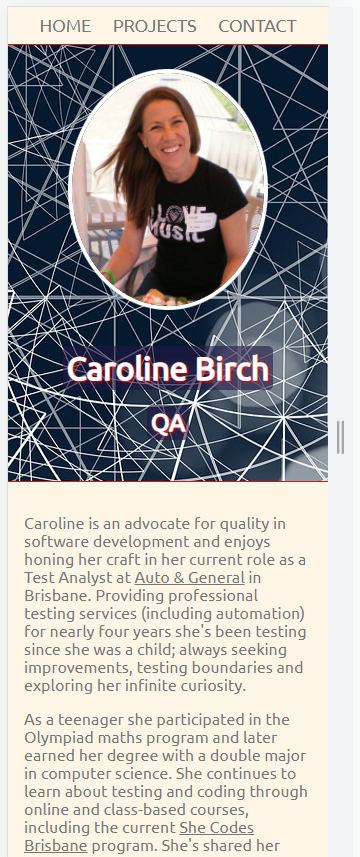 HOME PROJECTS CONTACT
I LOVE
MUSIC
Caroline Birch
QA
Caroline is an advocate for quality in
software development and enjoys
honing her craft in her current role as a
Test Analyst at Auto & General in
Brisbane. Providing professional
testing services (including automation)
for nearly four years she's been testing
since she was a child; always seeking
improvements, testing boundaries and
exploring her infinite curiosity.
As a teenager she participated in the
Olympiad maths program and later
earned her degree with a double major
in computer science. She continues to
learn about testing and coding through
online and class-based courses,
including the current She Codes
Brisbane program. She's shared her